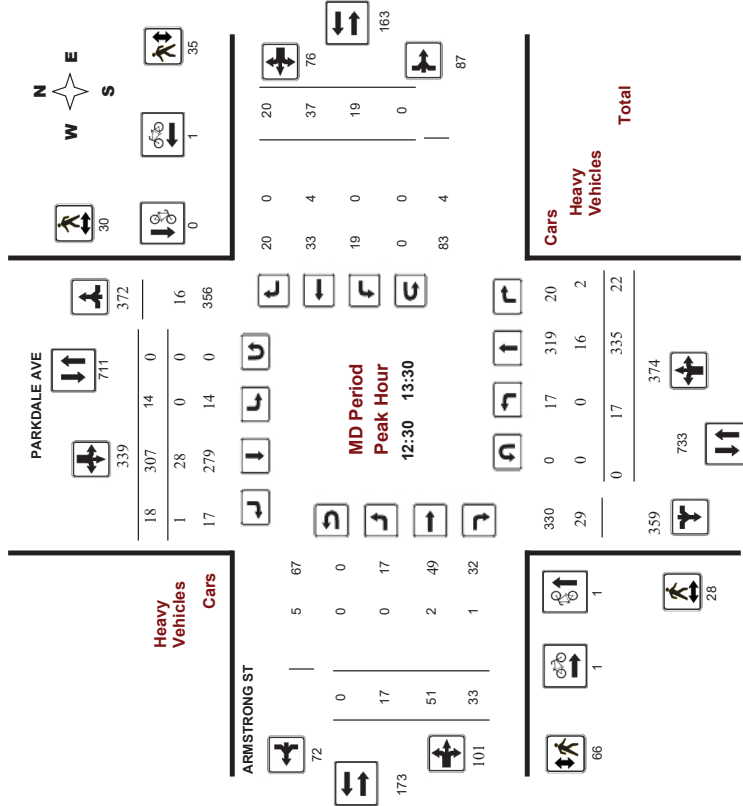 N
W E
S
30
35
0
1
PARKDALE AVE
339
711
372
18 307 14 0
1 28 0 0 16
17 279 14 0 356
Heavy
Vehicles
Cars
ARMSTRONG ST
72
173
101
5 67
0 0 0
17 0 17
51 2 49
33 1 32
MD Period
Peak Hour
12:30 13:30
20 0 20
33 4 37
19 0 19
0 0 0
83 4
76
163
87
Cars
Heavy
Vehicles
Total
330 0 17 319 20
29 0 0 16 2
0 17 335 22
359
733
374
66
1
1
28